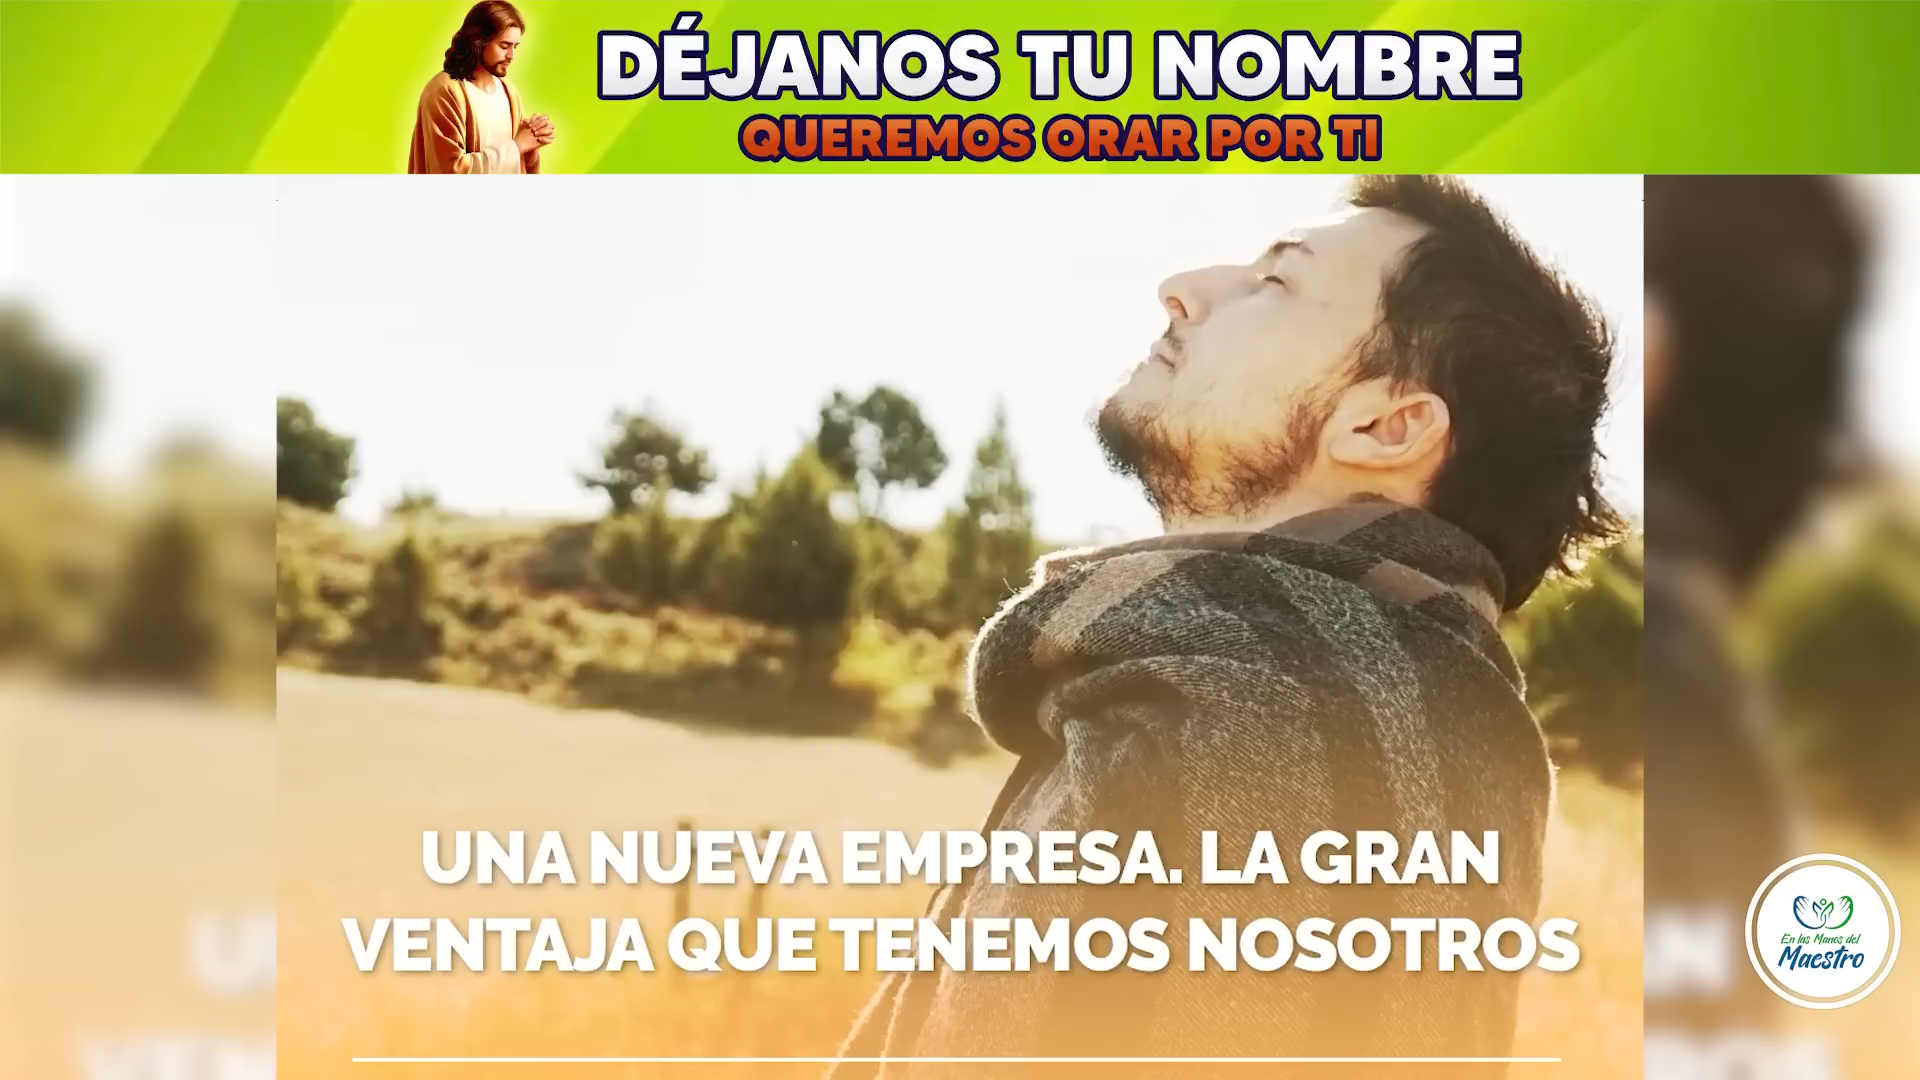 DÉJANOS TU NOMBRE
QUEREMOS ORAR POR TI
UNA NUEVA EMPRESA. LA GRAN
VENTAJA QUE TENEMOS NOSOTROS
En las Manos del
Maestro